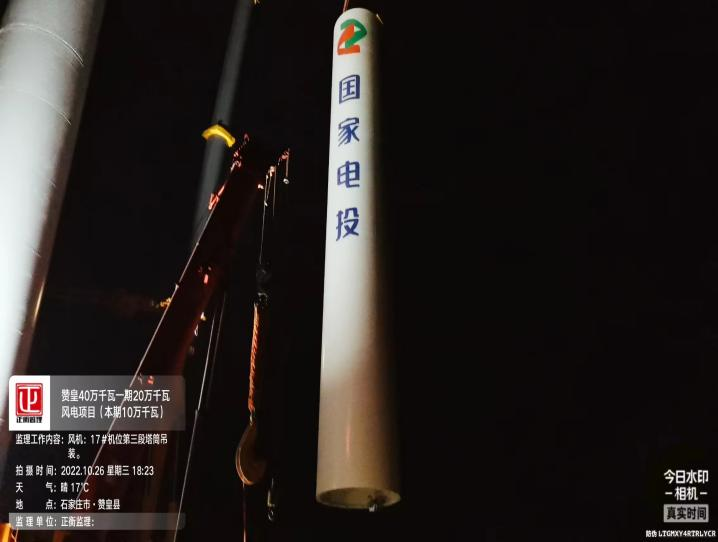 国家电投
赞皇40万千瓦一期20万千瓦
风电项目（本期10万千瓦）
监理工作内容：风机：17#机位第三段塔筒吊
装。
拍摄时间：2022.10.26 星期三 18:23
天气：晴 17℃
地点：石家庄市·赞皇县
监理单位：正衡监理：
今日水印
-相机-
真实时间
防伪 LTGMXY4RTRLYCR